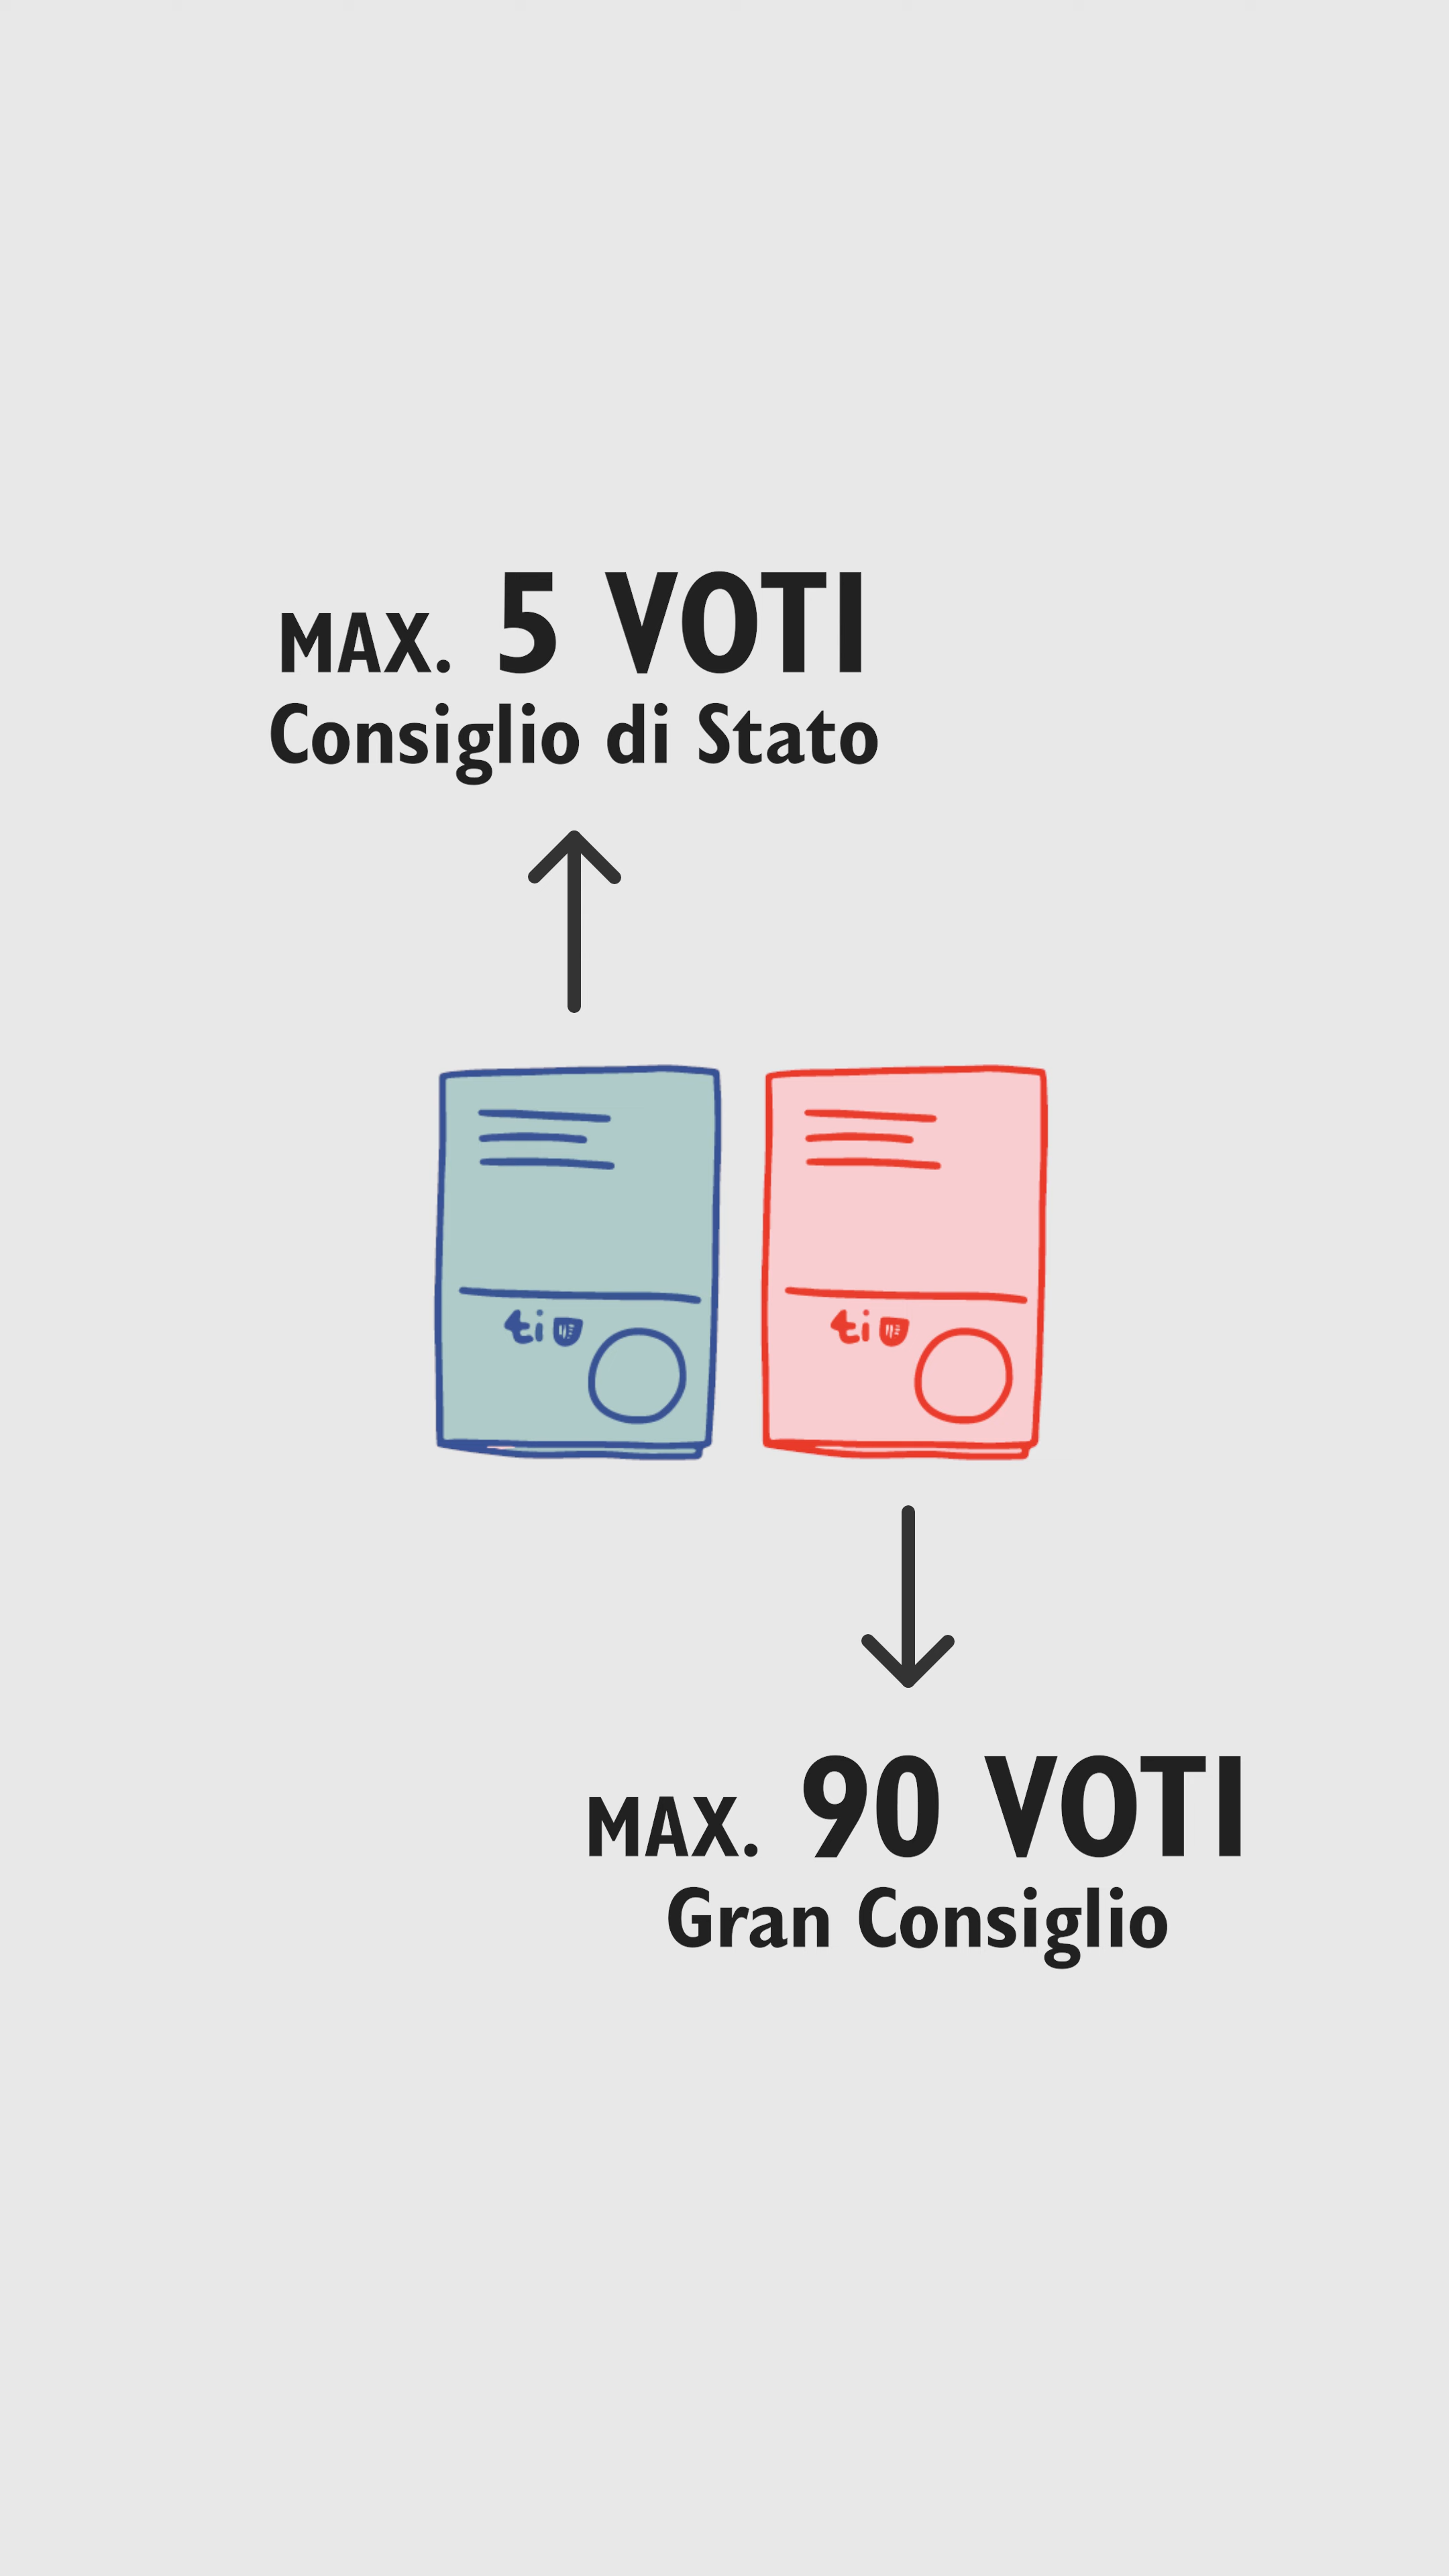 MAX. 5 VOTI
Consiglio di Stato
ti
ti
MAX. 90 VOTI
Gran Consiglio